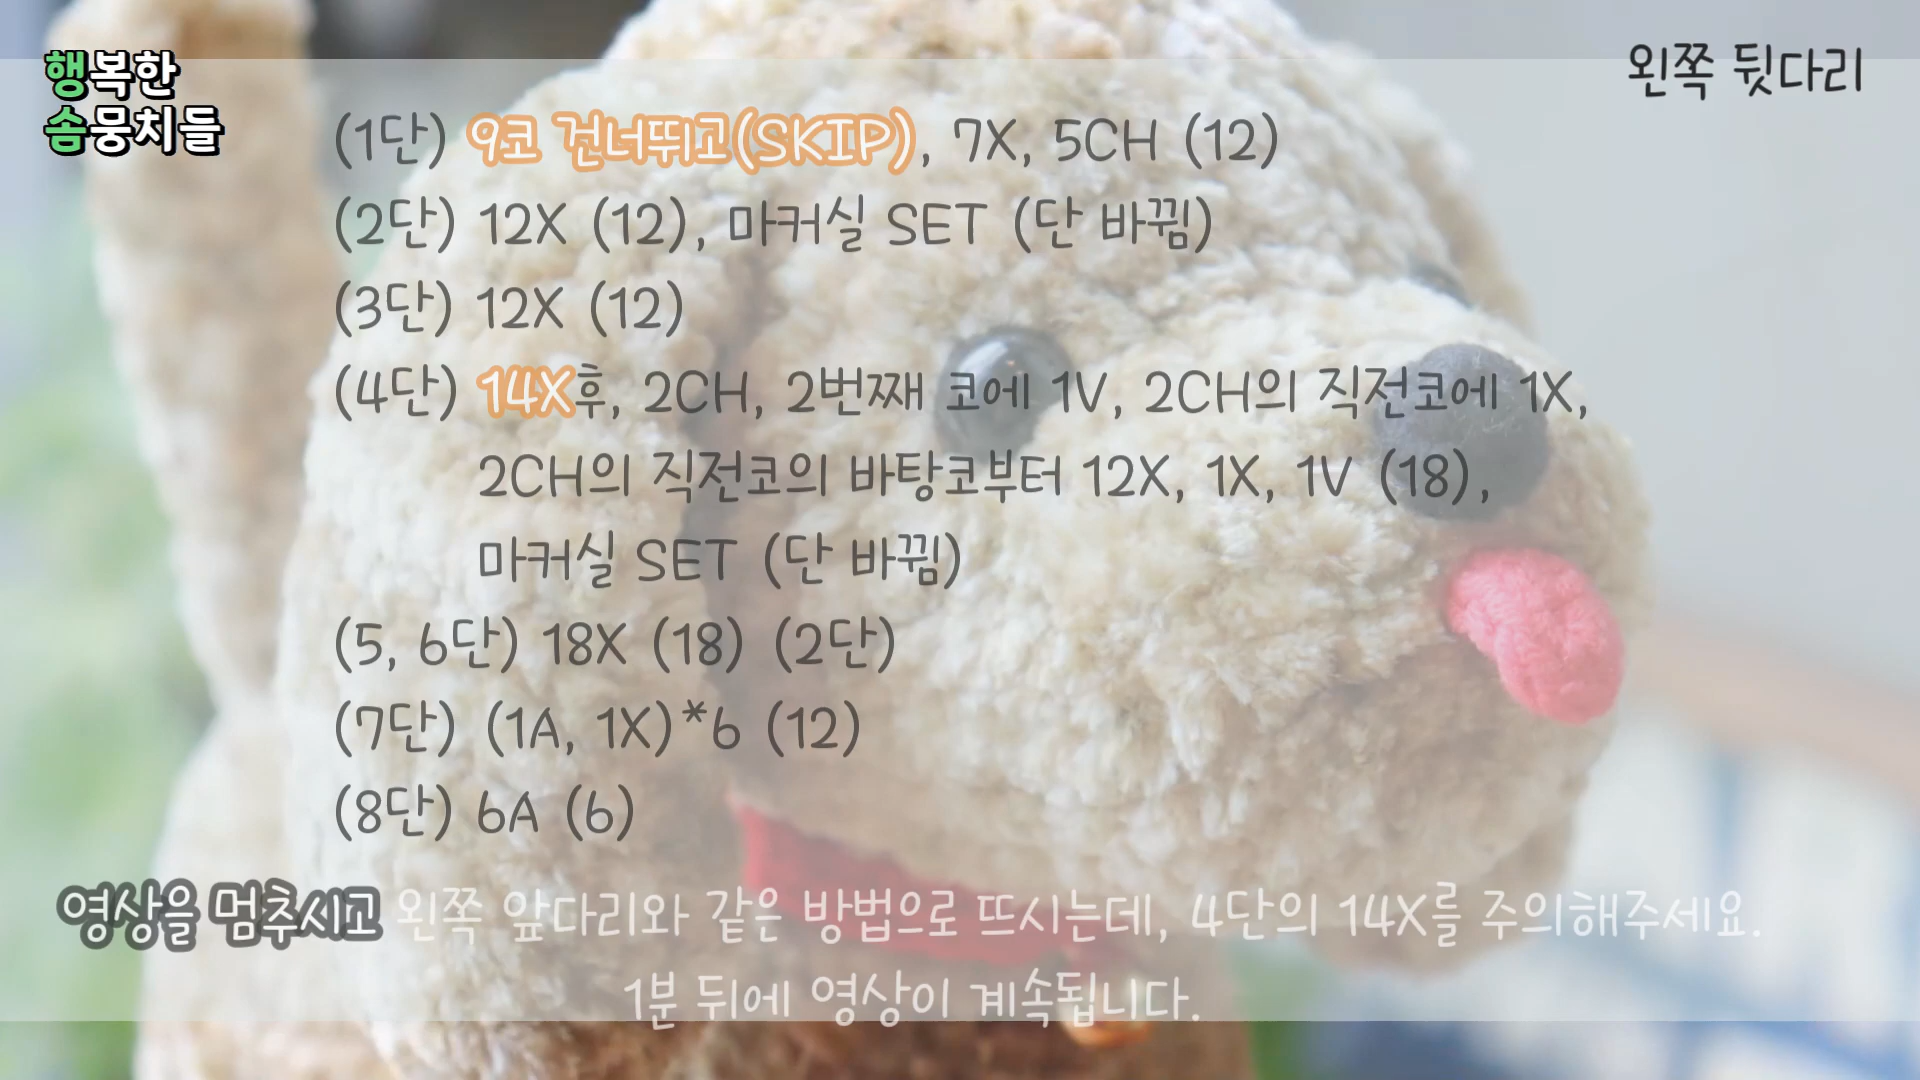 행복한
솜뭉치들
왼쪽 뒷다리
(1단) 9코 건너뛰고(SKIP), 7X, 5CH (12)
(2단) 12X (12), 마커실 SET (단 바뀜)
(3단) 12X (12)
(4단) 14X후, 2CH, 2번째 코에 1V, 2CH의 직전코에 1X,
2CH의 직전코의 바탕코부터 12X, 1X, 1V (18),
마커실 SET (단 바뀜)
(5, 6단) 18X (18) (2단)
(7단) (1A, 1X)*6 (12)
(8단) 6A (6)
영상을 멈추시고 왼쪽 앞다리와 같은 방법으로 뜨시는데, 4단의 14X를 주의해주세요.
1분 뒤에 영상이 계속됩니다.